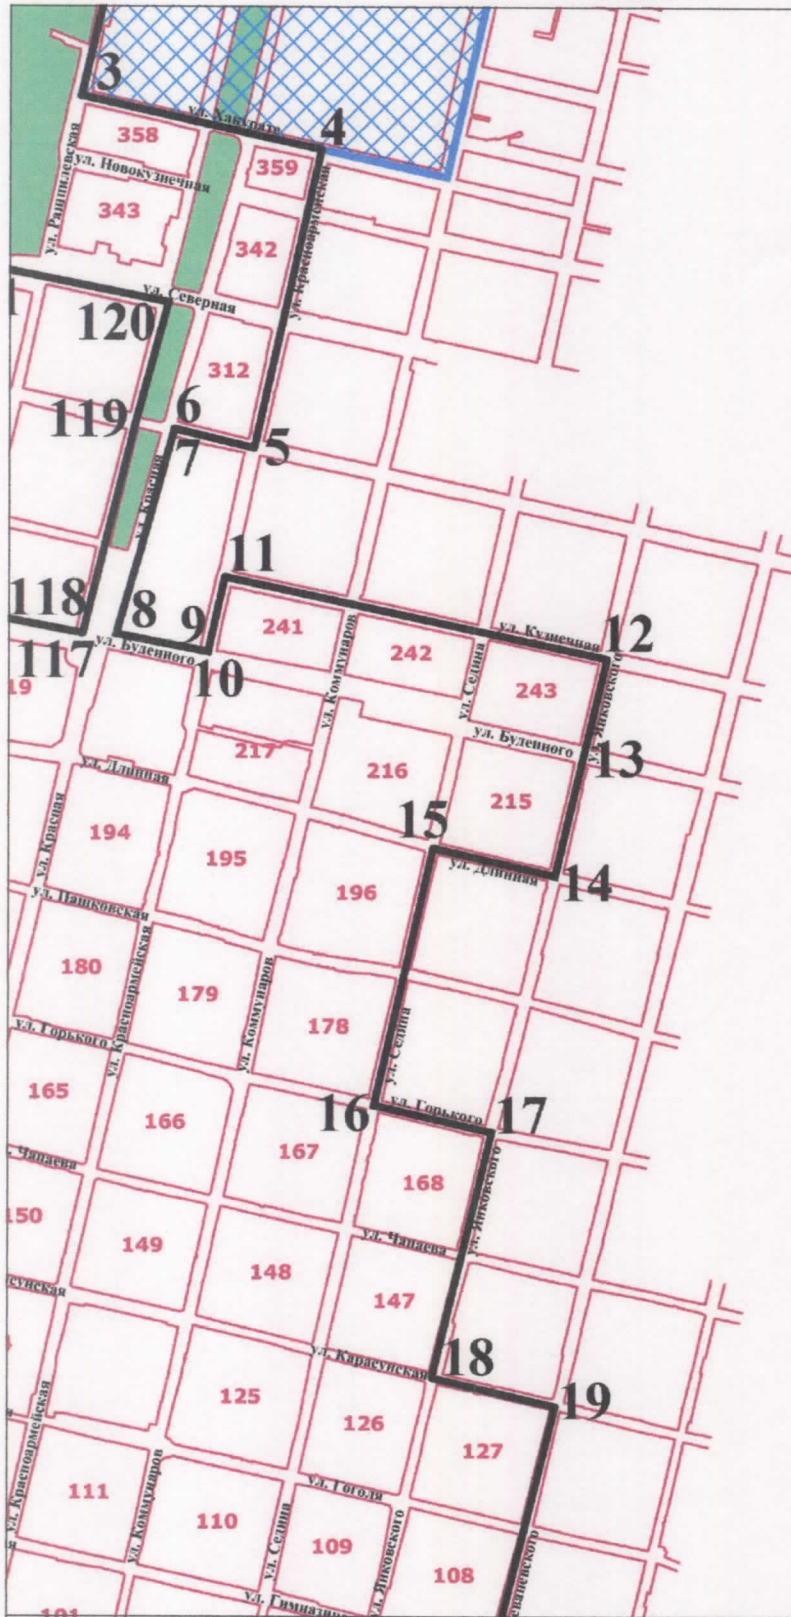 3
ул. Хакурате
4
358
359
ул. Новокузнечная
ул. Рашпилевская
343
342
ул. Красноармейская
ул. Северная
120
312
6
119
7
5
ул. Красная
11
118
8
9
241
ул. Кузнечная
12
117
ул. Буденного
10
ул. Коммунаров
242
ул. Седина
243
ул. Янковского
19
217
ул. Буденного
13
ул. Длинная
216
215
15
ул. Красная
194
195
ул. Длинная
14
196
ул. Пашковская
180
ул. Красноармейская
179
ул. Коммунаров
178
ул. Седина
ул. Горького
165
166
16
ул. Горького
17
167
168
ул. Янковского
. Чапаева
150
149
ул. Чапаева
148
147
ул. Карасунская
18
19
ул. Красноармейская
125
126
127
111
ул. Коммунаров
ул. Гоголя
110
ул. Седина
109
ул. Янковского
108
ул. Гимназич